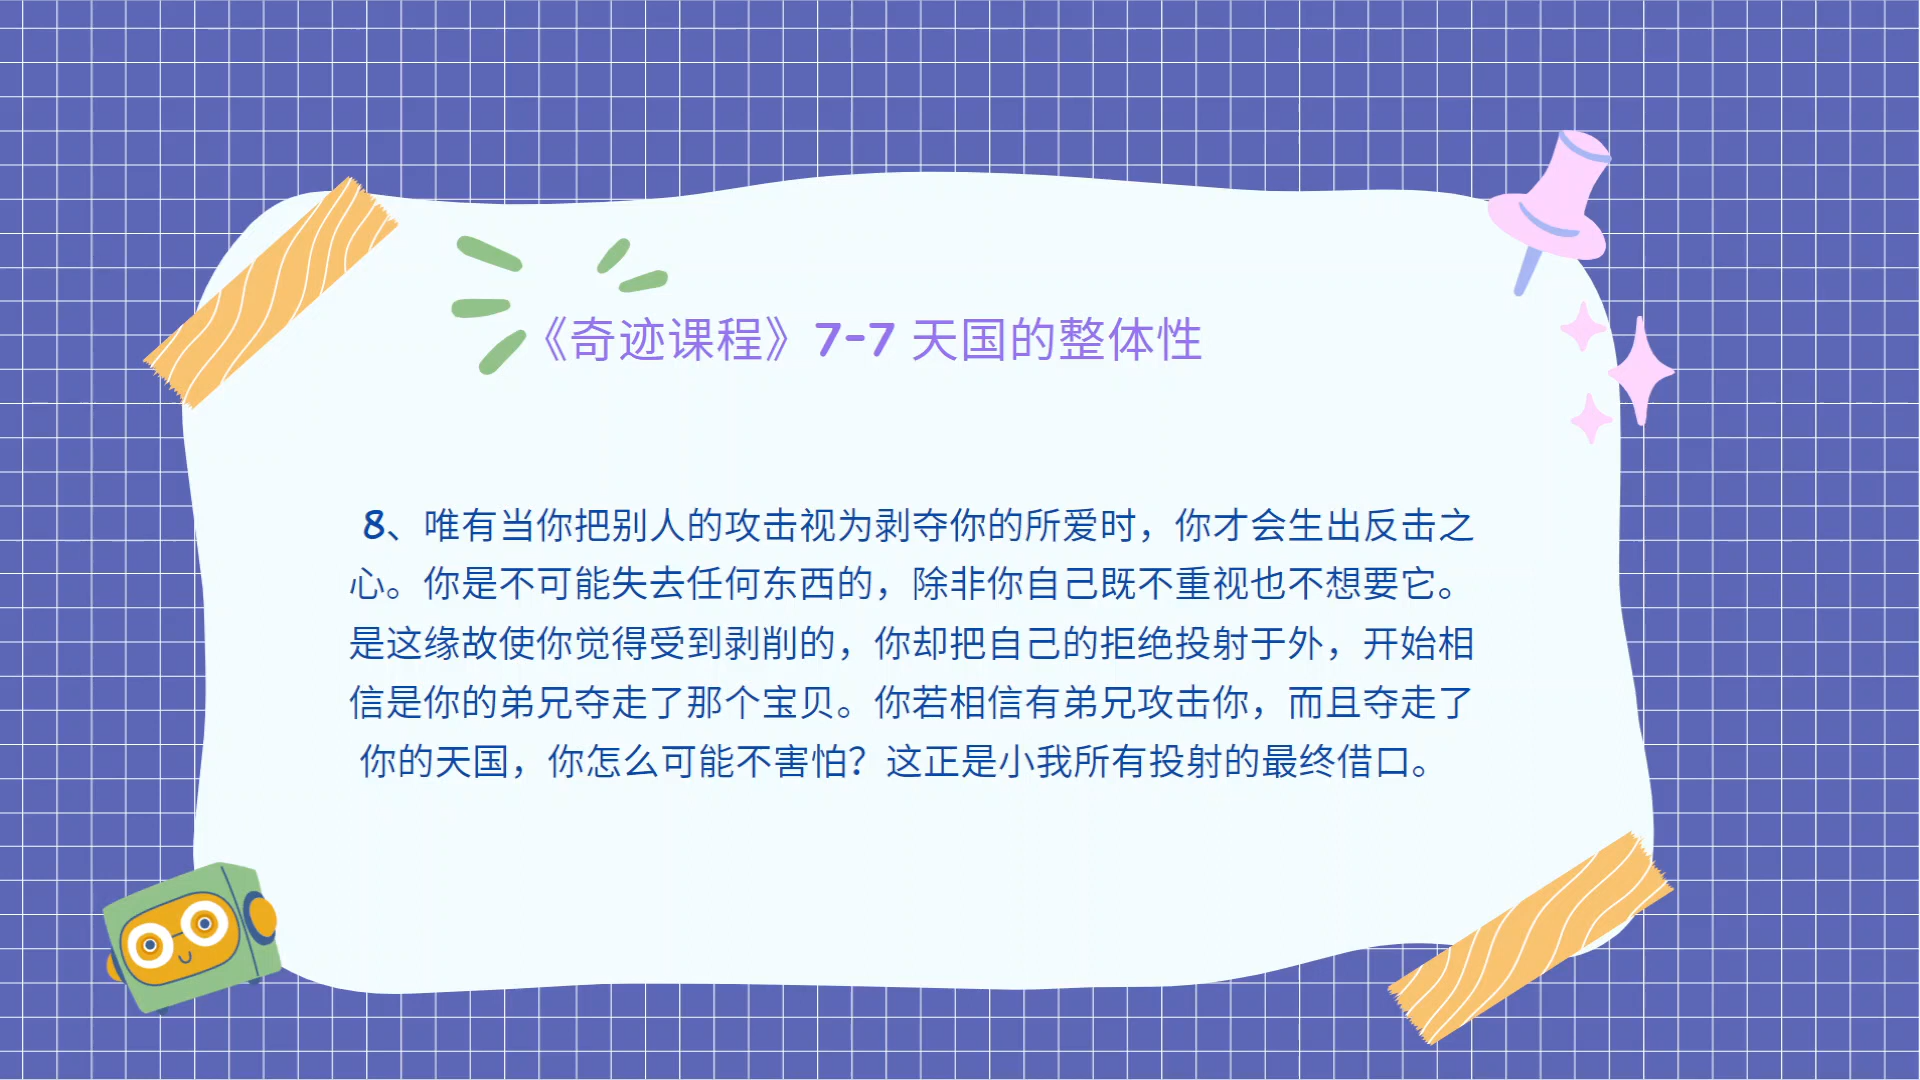 《奇迹课程》7-7 天国的整体性
8、唯有当你把别人的攻击视为剥夺你的所爱时，你才会生出反击之
心。你是不可能失去任何东西的，除非你自己既不重视也不想要它。
是这缘故使你觉得受到剥削的，你却把自己的拒绝投射于外，开始相
信是你的弟兄夺走了那个宝贝。你若相信有弟兄攻击你，而且夺走了
你的天国，你怎么可能不害怕？这正是小我所有投射的最终借口。